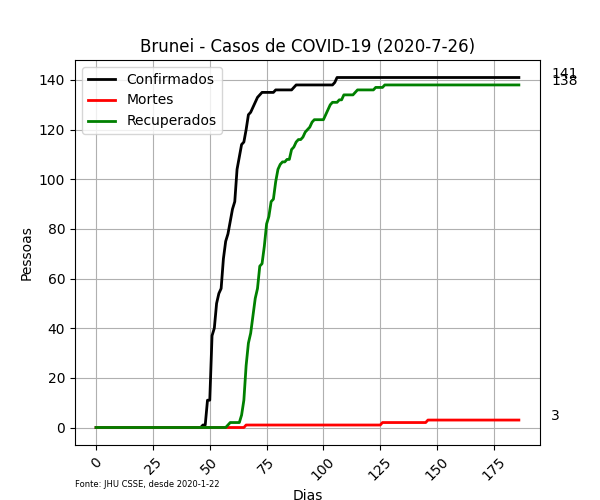 Brunei - Casos de COVID-19 (2020-7-26)
Confirmados
Mortes
Recuperados
141
138
3
Pessoas
140
120
100
80
60
40
20
0
0
25
50
75
100
125
150
175
Dias
Fonte: JHU CSSE, desde 2020-1-22